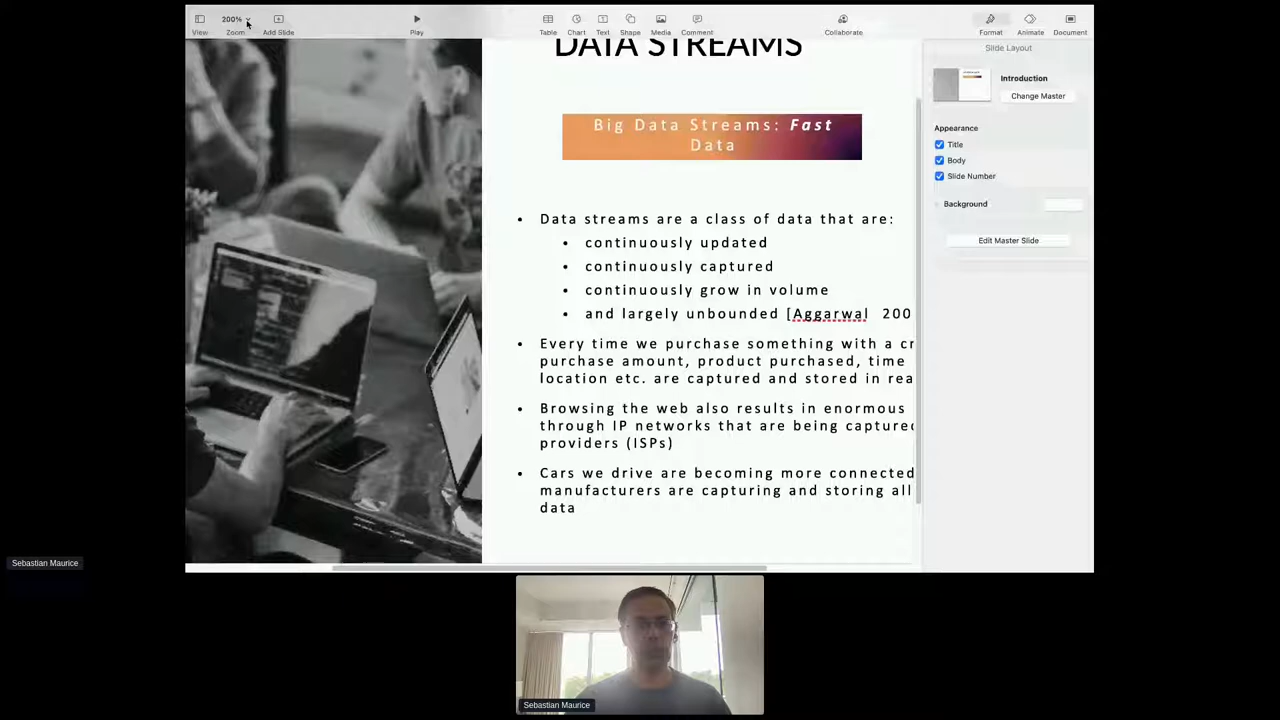 200%
View
Zoom
Add Slide
Play
Table
Chart
Text
Shape
Media
Comment
Collaborate
Format
Animate
Document
DATA STREAMS
Big Data Streams: Fast
Data
• Data streams are a class of data that are:
• continuously updated
• continuously captured
• continuously grow in volume
• and largely unbounded [Aggarwal 200
• Every time we purchase something with a cr
purchase amount, product purchased, time
location etc. are captured and stored in rea
• Browsing the web also results in enormous
through IP networks that are being capture
providers (ISPs)
• Cars we drive are becoming more connected
manufacturers are capturing and storing all
data
Slide Layout
Introduction
Change Master
Appearance
Title
Body
Slide Number
Background
Edit Master Slide
Sebastian Maurice
Sebastian Maurice